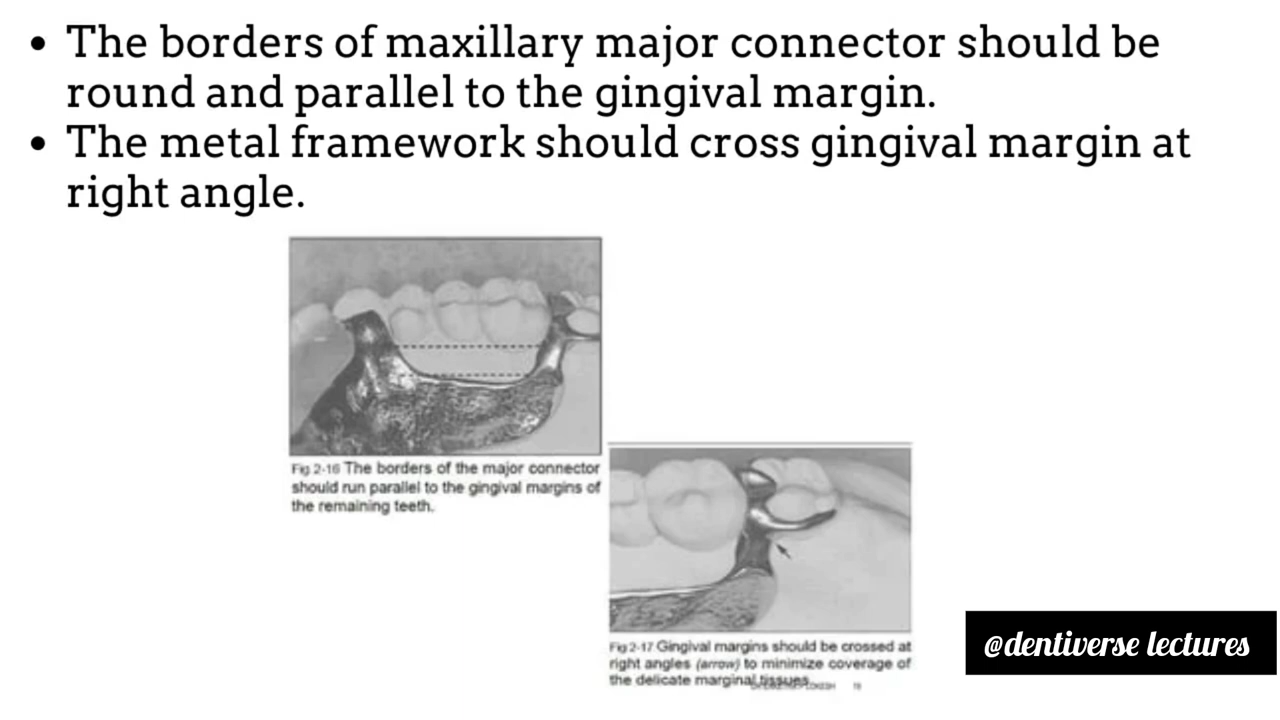 • The borders of maxillary major connector should be
round and parallel to the gingival margin.
• The metal framework should cross gingival margin at
right angle.
Fig 2-16 The borders of the major connector
should run parallel to the gingival margins of
the remaining teeth.
Fig 2-17 Gingival margins should be crossed at
right angles (arrow) to minimize coverage of
the delicate marginal tissues.
@dentiverse lectures